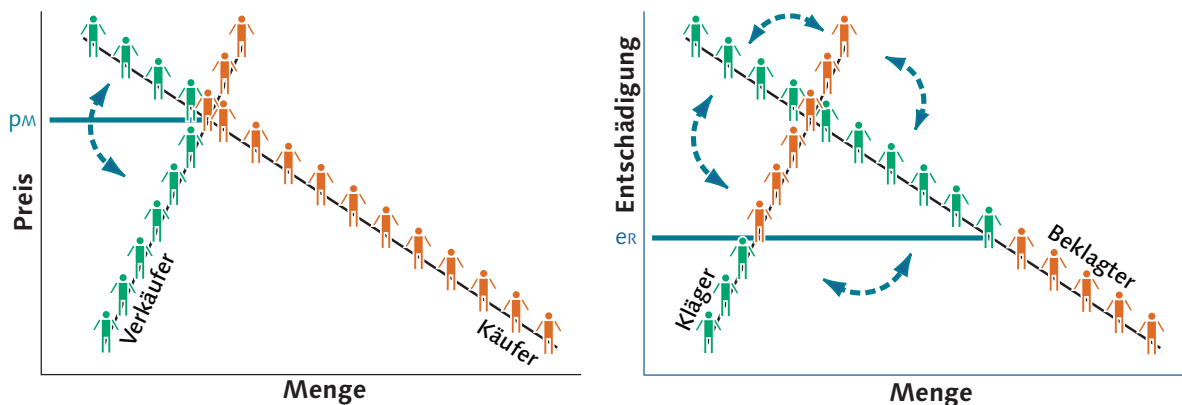 Preis
pM
Verkäufer
Käufer
Menge
Entschädigung
eR
Kläger
Beklagter
Menge